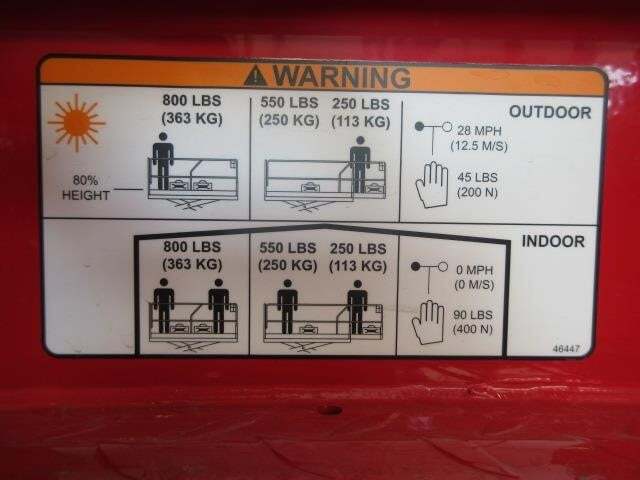 WARNING
800 LBS
(363 KG)
550 LBS
(250 KG)
250 LBS
(113 KG)
OUTDOOR
28 MPH
(12.5 M/S)
80%
HEIGHT
45 LBS
(200 N)
INDOOR
800 LBS
(363 KG)
550 LBS
(250 KG)
250 LBS
(113 KG)
0 MPH
(0 M/S)
90 LBS
(400 N)
46447